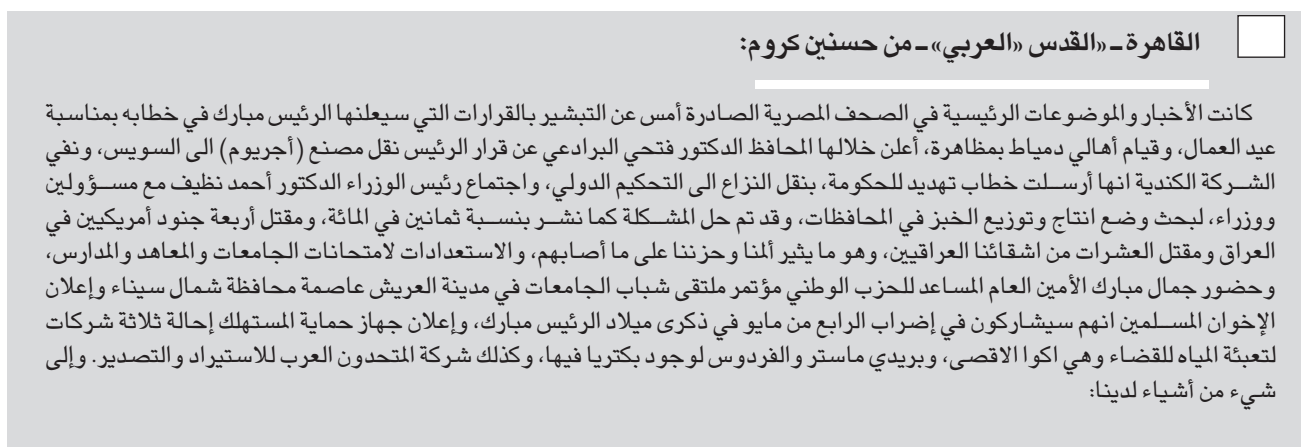 القاهرة ـ «القدس «العربي» ـ من حسنين كروم:
كانت الأخبار والموضوعات الرئيسية في الصحف المصرية الصادرة أمس عن التبشير بالقرارات التي سيعلنها الرئيس مبارك في خطابه بمناسبة
عيد العمال، وقيام أهالي دمياط بمظاهرة، أعلن خلالها المحافظ الدكتور فتحي البرادعي عن قرار الرئيس نقل مصنع (أجريوم) الى السويس، ونفي
الشركة الكندية انها أرسلت خطاب تهديد للحكومة، بنقل النزاع الى التحكيم الدولي، واجتماع رئيس الوزراء الدكتور أحمد نظيف مع مسؤولين
ووزراء، لبحث وضع انتاج وتوزيع الخبز في المحافظات، وقد تم حل المشكلة كما نشر بنسبة ثمانين في المائة، ومقتل أربعة جنود أمريكيين في
العراق ومقتل العشرات من اشقائنا العراقيين، وهو ما يثير ألمنا وحزننا على ما أصابهم، والاستعدادات لامتحانات الجامعات والمعاهد والمدارس،
وحضور جمال مبارك الأمين العام المساعد للحزب الوطني مؤتمر ملتقى شباب الجامعات في مدينة العريش عاصمة محافظة شمال سيناء وإعلان
الإخوان المسلمين انهم سيشاركون في إضراب الرابع من مايو في ذكرى ميلاد الرئيس مبارك، وإعلان جهاز حماية المستهلك إحالة ثلاثة شركات
لتعبئة المياه للقضاء وهي اكوا الاقصى، وبريدي ماستر والفردوس لوجود بكتريا فيها، وكذلك شركة المتحدون العرب للاستيراد والتصدير. وإلى
شيء من أشياء لدينا: